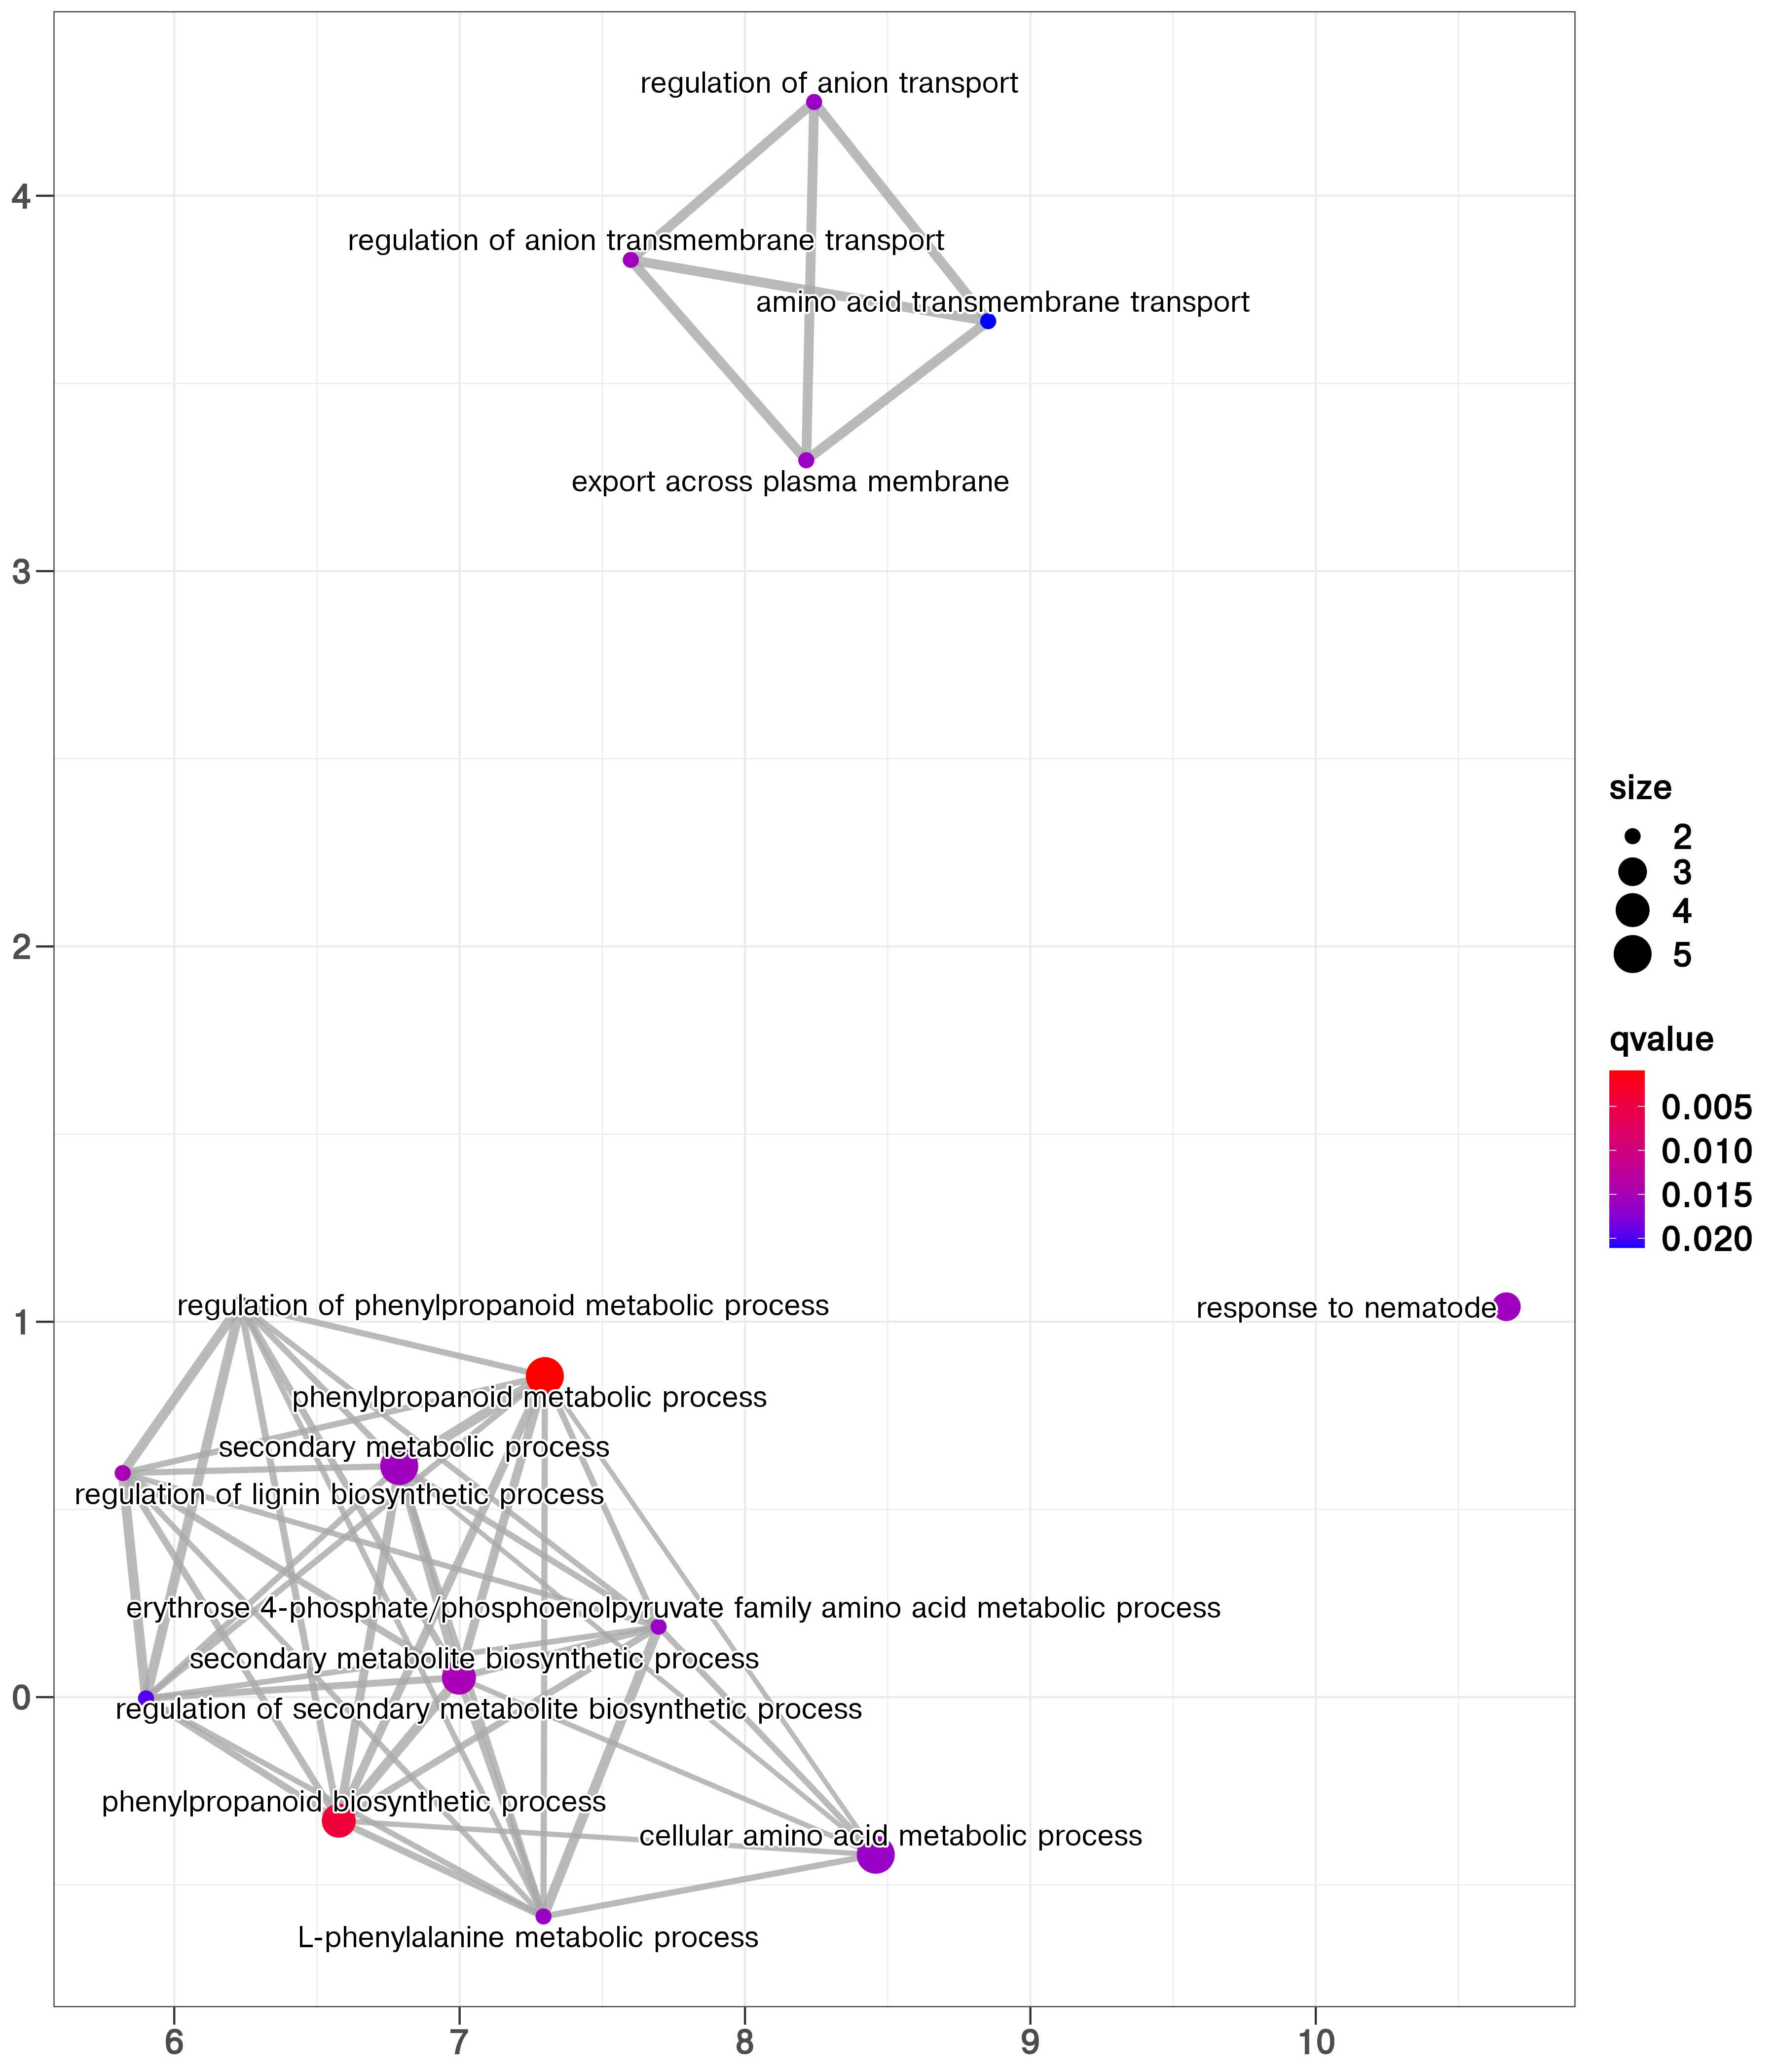 regulation of anion transport
4
regulation of anion transmembrane transport
amino acid transmembrane transport
export across plasma membrane
3
size
2
3
4
5
2
qvalue
0.005
0.010
0.015
0.020
regulation of phenylpropanoid metabolic process
response to nematode
1
phenylpropanoid metabolic process
secondary metabolic process
regulation of lignin biosynthetic process
erythrose 4-phosphate/phosphoenolpyruvate family amino acid metabolic process
secondary metabolite biosynthetic process
0
regulation of secondary metabolite biosynthetic process
phenylpropanoid biosynthetic process
cellular amino acid metabolic process
L-phenylalanine metabolic process
6 7 8 9 10